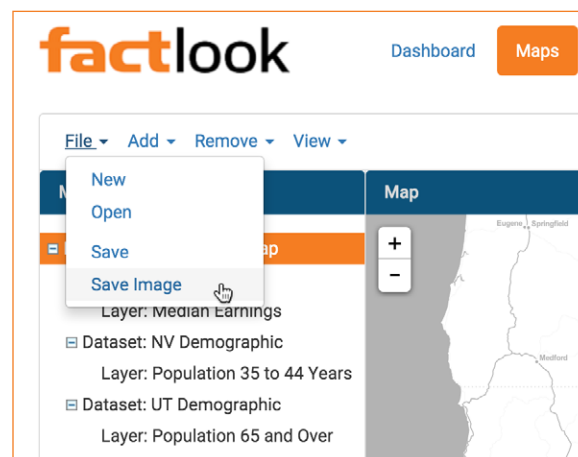 factlook
Dashboard Maps
File Add Remove View
New
Open
Save
Save Image
Map
+
-
Eugene Springfield
Medford
Layer: Median Earnings
Dataset: NV Demographic
Layer: Population 35 to 44 Years
Dataset: UT Demographic
Layer: Population 65 and Over